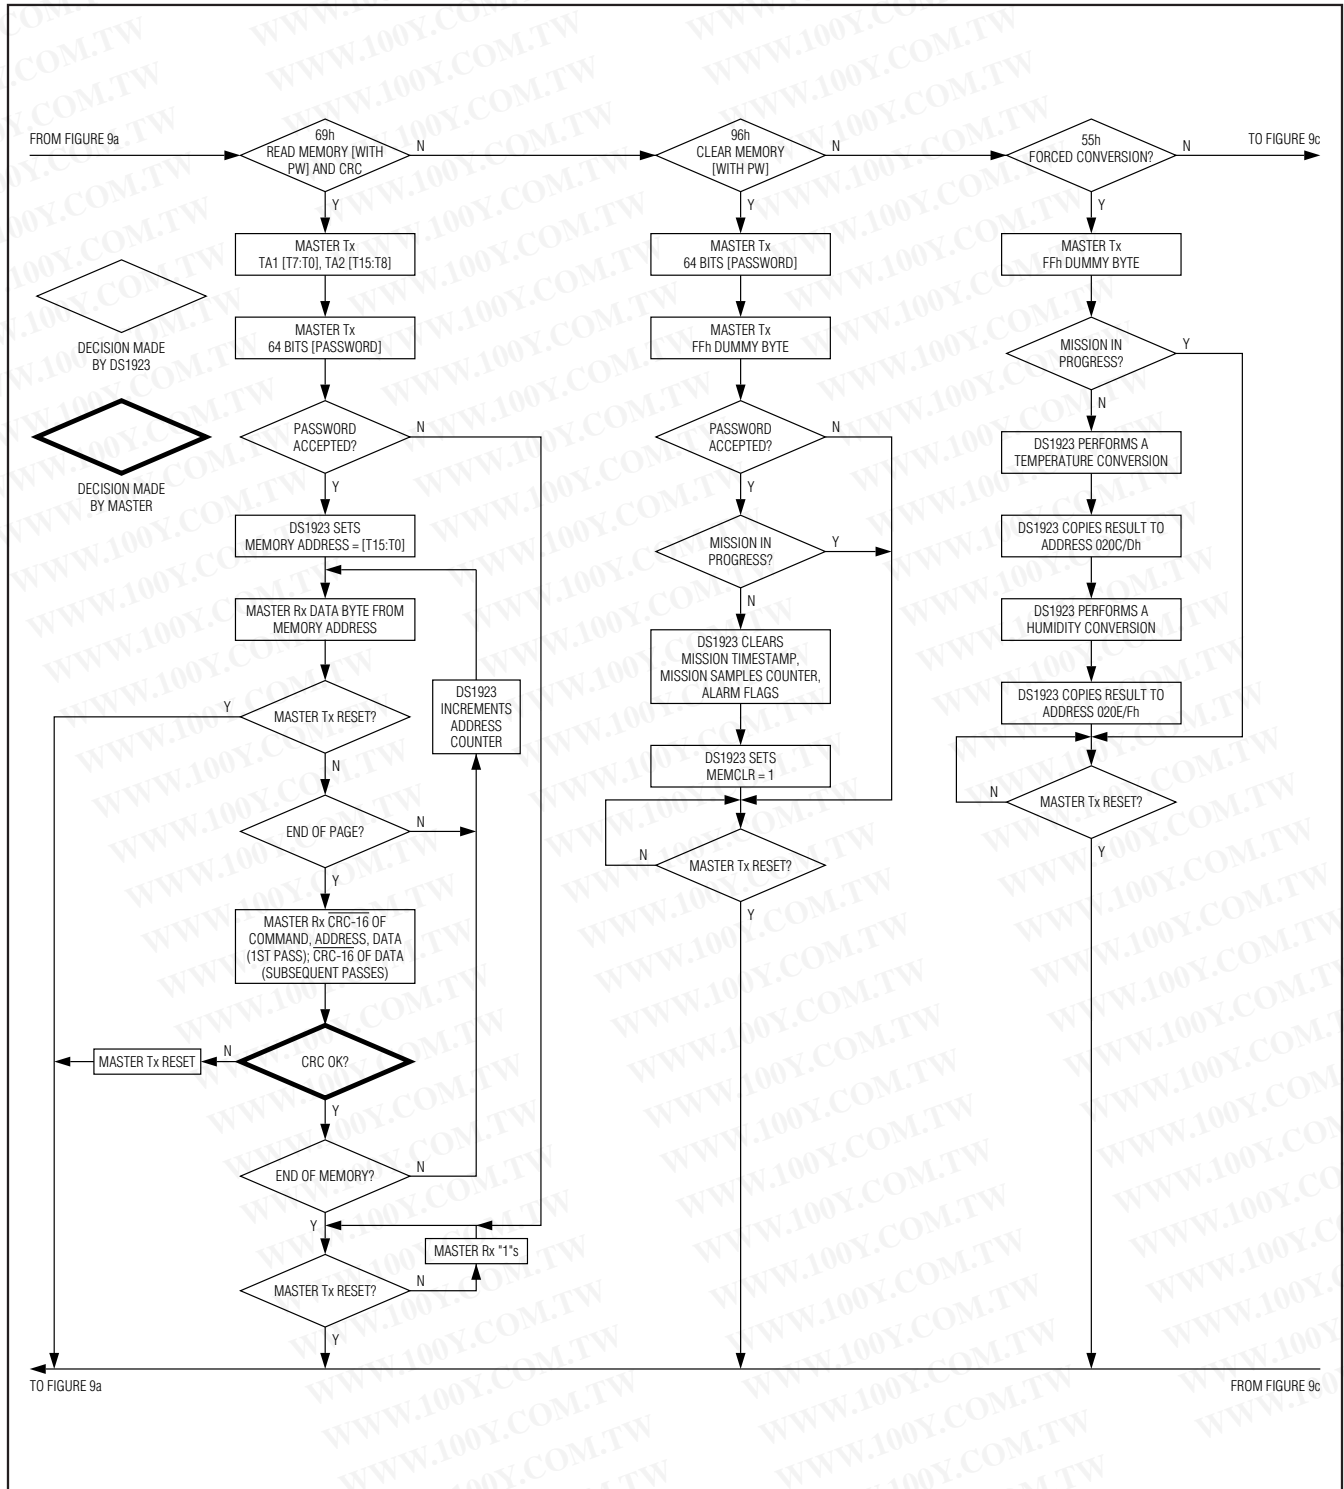 FROM FIGURE 9a
69h
READ MEMORY [WITH
PW] AND CRC
N
Y
MASTER Tx
TA1 [T7:T0], TA2 [T15:T8]
MASTER Tx
64 BITS [PASSWORD]
DECISION MADE
BY DS1923
DECISION MADE
BY MASTER
PASSWORD
ACCEPTED?
N
Y
DS1923 SETS
MEMORY ADDRESS = [T15:T0]
MASTER Rx DATA BYTE FROM
MEMORY ADDRESS
Y
MASTER Tx RESET?
N
DS1923
INCREMENTS
ADDRESS
COUNTER
END OF PAGE?
N
Y
MASTER Rx CRC-16 OF
COMMAND, ADDRESS, DATA
(1ST PASS); CRC-16 OF DATA
(SUBSEQUENT PASSES)
CRC OK?
N
MASTER Tx RESET
Y
END OF MEMORY?
N
Y
MASTER Rx "1"s
MASTER Tx RESET?
N
Y
96h
CLEAR MEMORY
[WITH PW]
N
Y
MASTER Tx
64 BITS [PASSWORD]
MASTER Tx
FFh DUMMY BYTE
PASSWORD
ACCEPTED?
N
Y
MISSION IN
PROGRESS?
Y
N
DS1923 CLEARS
MISSION TIMESTAMP,
MISSION SAMPLES COUNTER,
ALARM FLAGS
DS1923 SETS
MEMCLR = 1
N
MASTER Tx RESET?
Y
55h
FORCED CONVERSION?
N
TO FIGURE 9c
Y
MASTER Tx
FFh DUMMY BYTE
MISSION IN
PROGRESS?
Y
N
DS1923 PERFORMS A
TEMPERATURE CONVERSION
DS1923 COPIES RESULT TO
ADDRESS 020C/Dh
DS1923 PERFORMS A
HUMIDITY CONVERSION
DS1923 COPIES RESULT TO
ADDRESS 020E/Fh
N
MASTER Tx RESET?
Y
TO FIGURE 9a
FROM FIGURE 9c
WWW.100Y.COM.TW